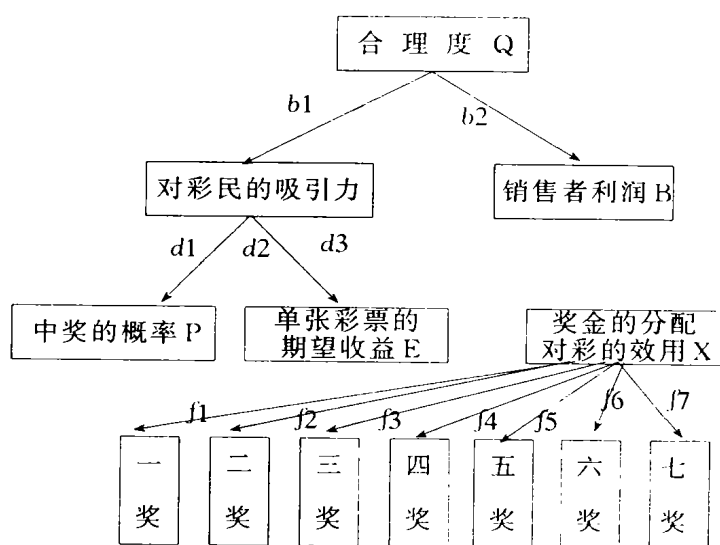 合理度Q
b1
b2
对彩民的吸引力
销售者利润B
d1
d2
d3
中奖的概率P
单张彩票的
期望收益E
奖金的分配
对彩的效用X
f1
f2
f3
f4
f5
f6
f7
一奖
二奖
三奖
四奖
五奖
六奖
七奖